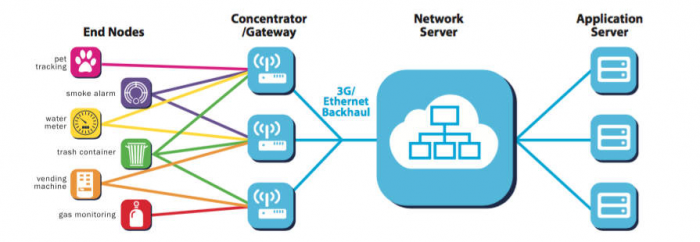 End Nodes
Concentrator
/Gateway
Network
Server
Application
Server
pet
tracking
smoke alarm
water
meter
trash container
vending
machine
gas monitoring
3G/
Ethernet
Backhaul